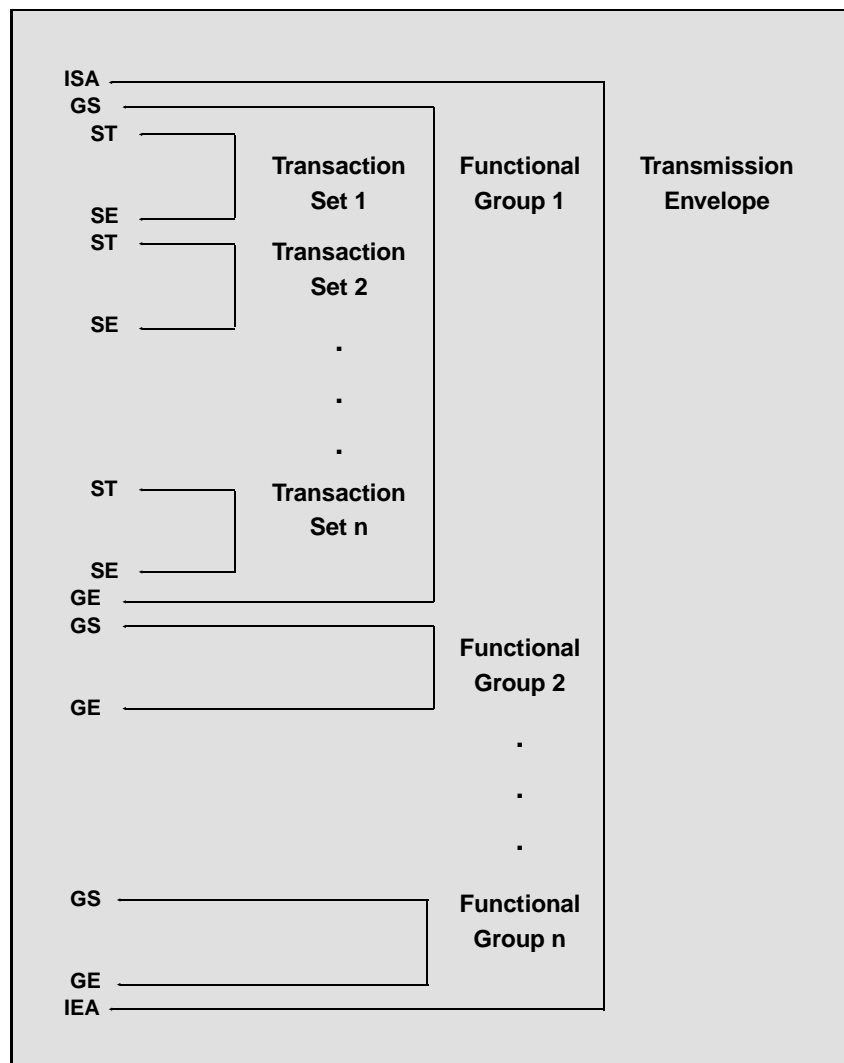 ISA
GS
ST
Transaction Set 1
Functional Group 1
Transmission Envelope
SE
ST
Transaction Set 2
SE
.
.
.
ST
Transaction Set n
SE
GE
GS
Functional Group 2
GE
.
.
.
GS
Functional Group n
GE
IEA